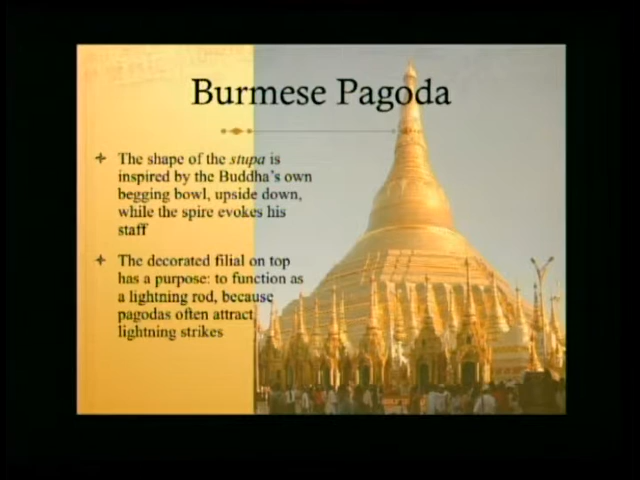 Burmese Pagoda
The shape of the stupa is
inspired by the Buddha's own
begging bowl, upside down,
while the spire evokes his
staff
The decorated filial on top
has a purpose: to function as
a lightning rod, because
pagodas often attract
lightning strikes